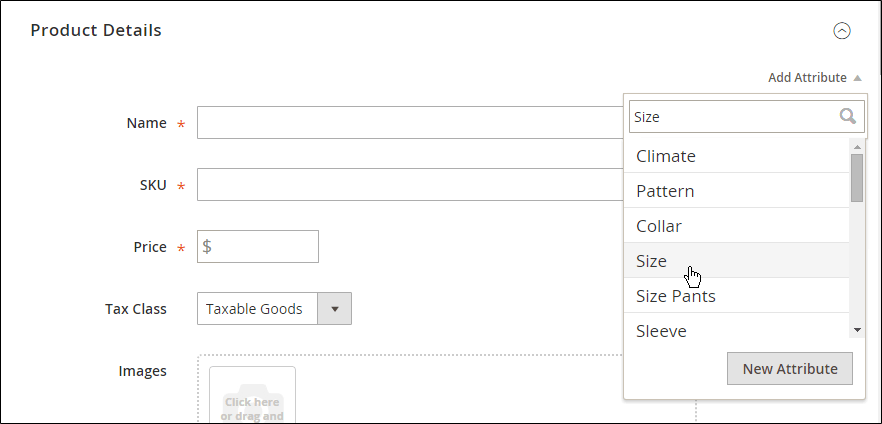 Product Details
Add Attribute
Name *
Size
Climate
SKU *
Pattern
Collar
Price *
$
Size
Tax Class
Taxable Goods
Size Pants
Sleeve
Images
New Attribute
Click here
or drag and